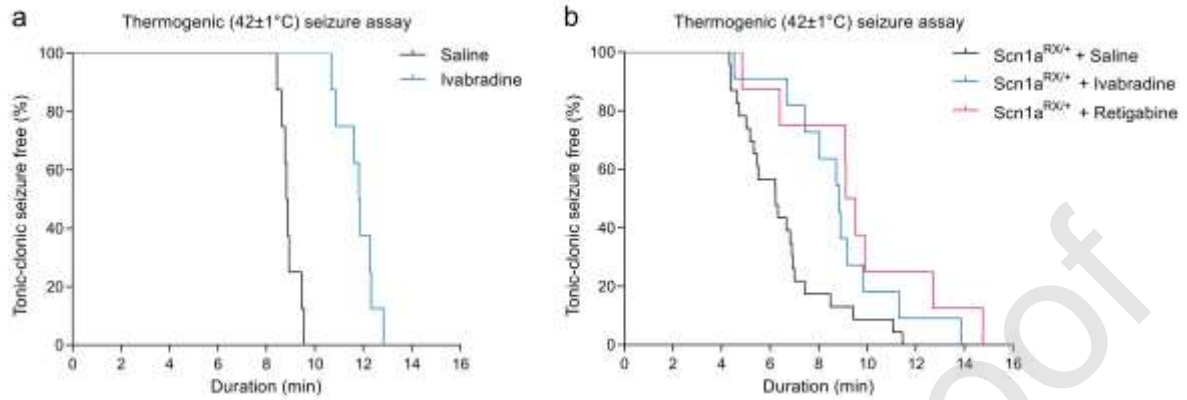 a
Thermogenic (42±1°C) seizure assay
Saline
Ivabradine
Tonic-clonic seizure free (%)
100
80
60
40
20
0
0 2 4 6 8 10 12 14 16
Duration (min)
b
Thermogenic (42±1°C) seizure assay
Scn1a^RX/+ + Saline
Scn1a^RX/+ + Ivabradine
Scn1a^RX/+ + Retigabine
Tonic-clonic seizure free (%)
100
80
60
40
20
0
0 2 4 6 8 10 12 14 16
Duration (min)
oof